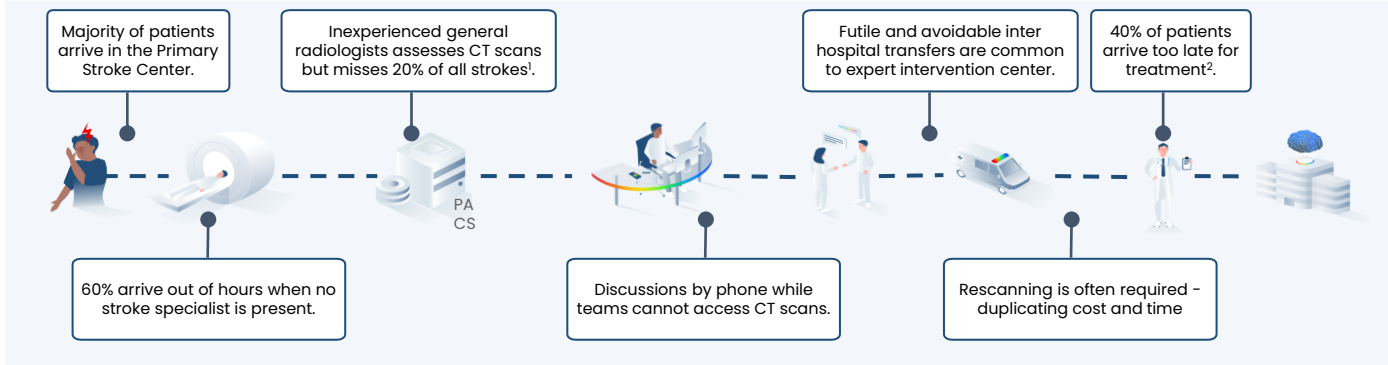 Majority of patients
arrive in the Primary
Stroke Center.
Inexperienced general
radiologists assesses CT scans
but misses 20% of all strokes¹.
Futile and avoidable inter
hospital transfers are common
to expert intervention center.
40% of patients
arrive too late for
treatment².
PA
CS
60% arrive out of hours when no
stroke specialist is present.
Discussions by phone while
teams cannot access CT scans.
Rescanning is often required -
duplicating cost and time